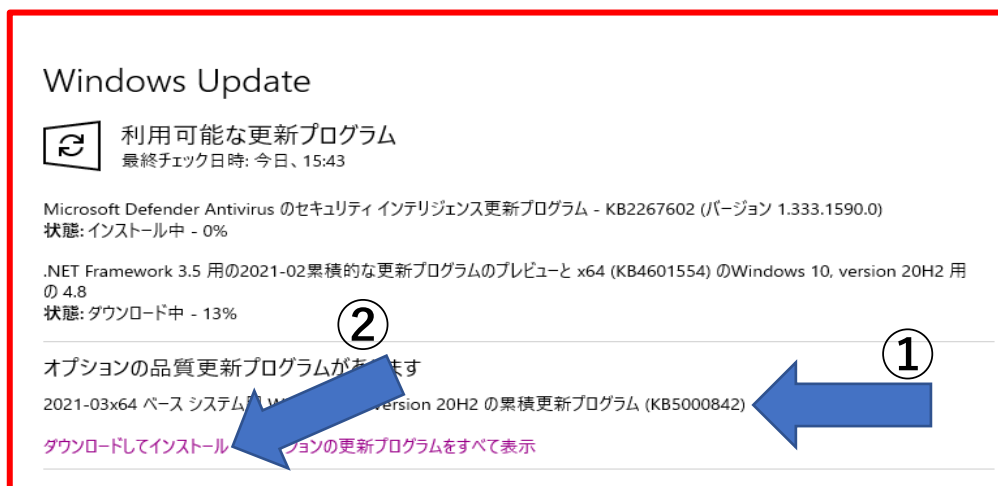 Windows Update
利用可能な更新プログラム
最終チェック日時: 今日、15:43
Microsoft Defender Antivirus のセキュリティ インテリジェンス更新プログラム - KB2267602 (バージョン 1.333.1590.0)
状態: インストール中 - 0%
.NET Framework 3.5 用の2021-02累積的な更新プログラムのプレビューと x64 (KB4601554) のWindows 10, version 20H2 用
の 4.8
状態: ダウンロード中 - 13%
②
①
オプションの品質更新プログラムがあ ます
2021-03x64 ベース システム ersion 20H2 の累積更新プログラム (KB5000842)
ダウンロードしてインストール ションの更新プログラムをすべて表示